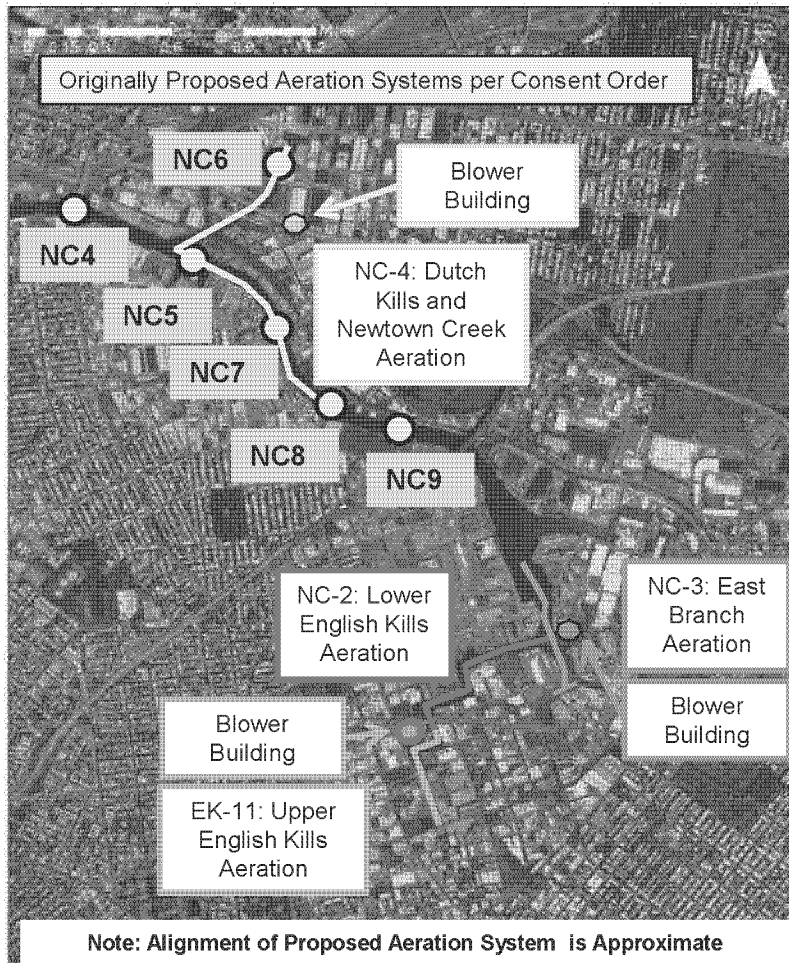 Originally Proposed Aeration Systems per Consent Order
NC6
Blower
Building
NC4
NC-4: Dutch
Kills and
Newtown Creek
Aeration
NC5
NC7
NC8
NC9
NC-2: Lower
English Kills
Aeration
NC-3: East
Branch
Aeration
Blower
Building
Blower
Building
EK-11: Upper
English Kills
Aeration
Note: Alignment of Proposed Aeration System is Approximate